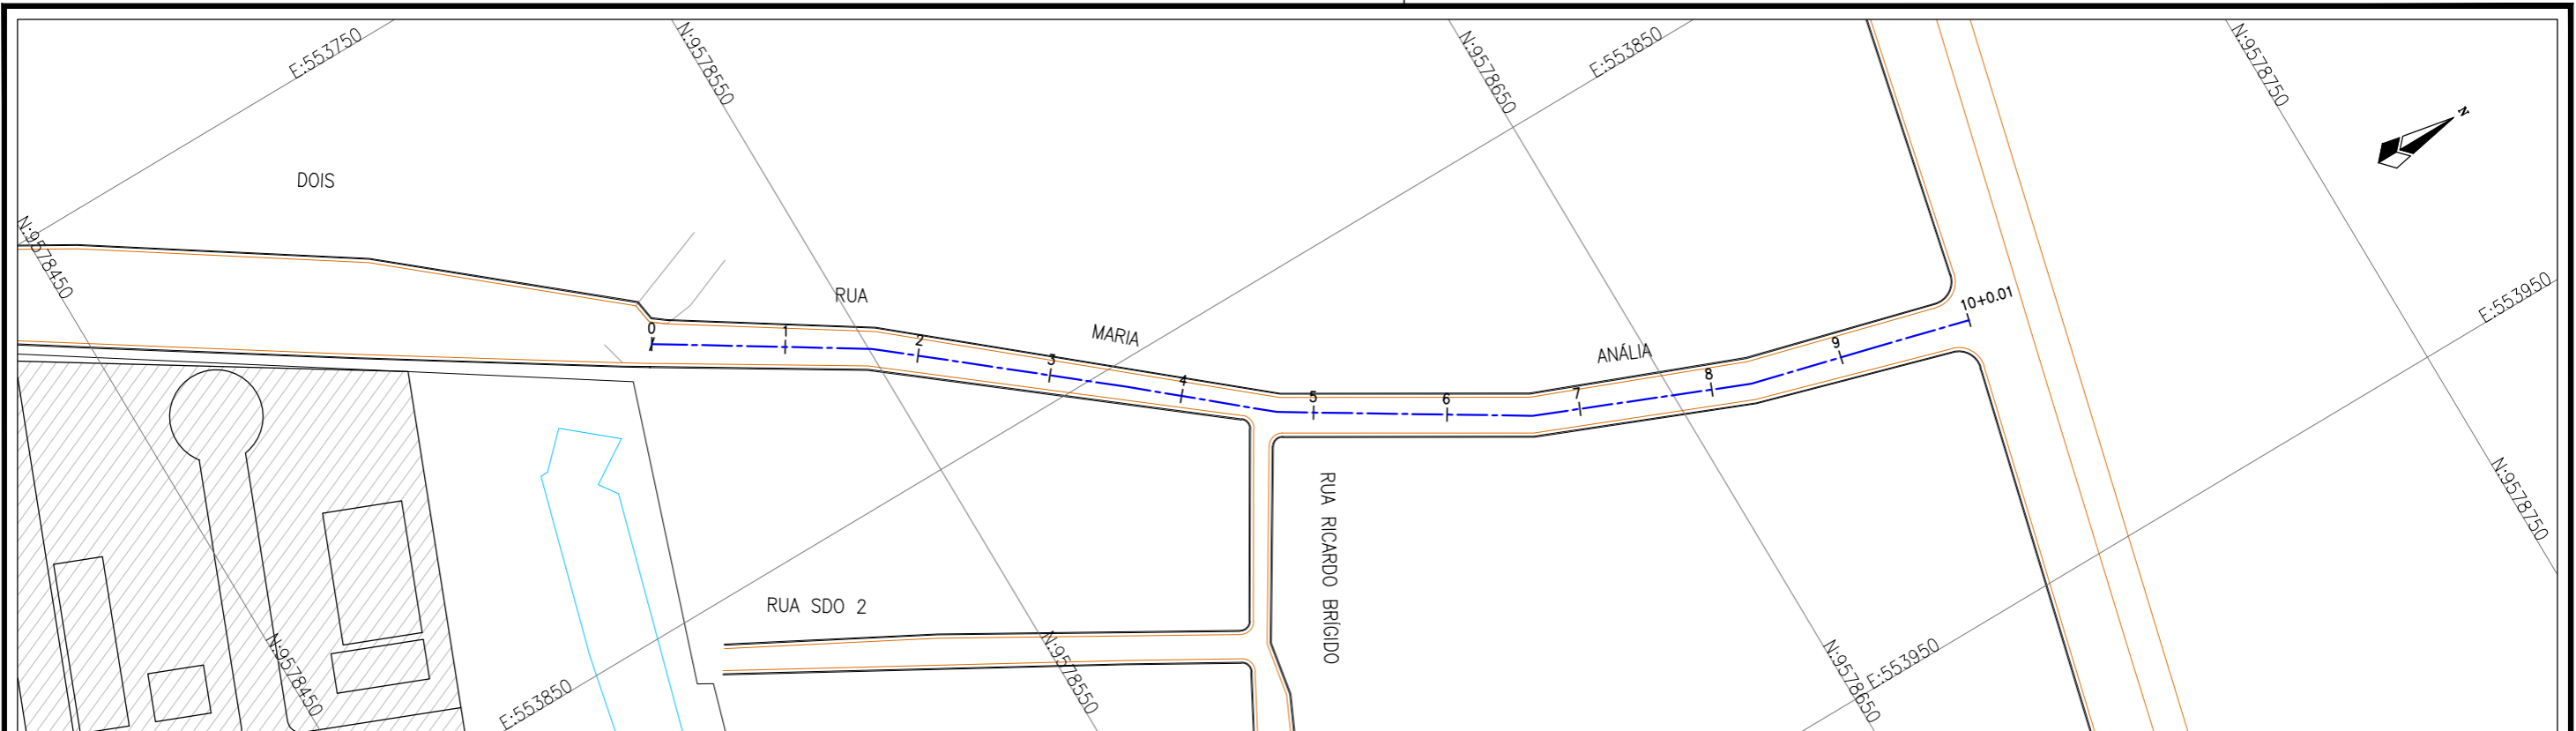 E:553750
N:9578550
N:9578650
E:553850
N:9578750
N
DOIS
N:9578450
RUA
MARIA
ANÁLIA
0
1
2
3
4
5
6
7
8
9
10+0.01
E:553950
RUA RICARDO BRÍGIDO
N:9578750
RUA SDO 2
N:9578450
E:553850
N:9578550
N:9578650
E:553950